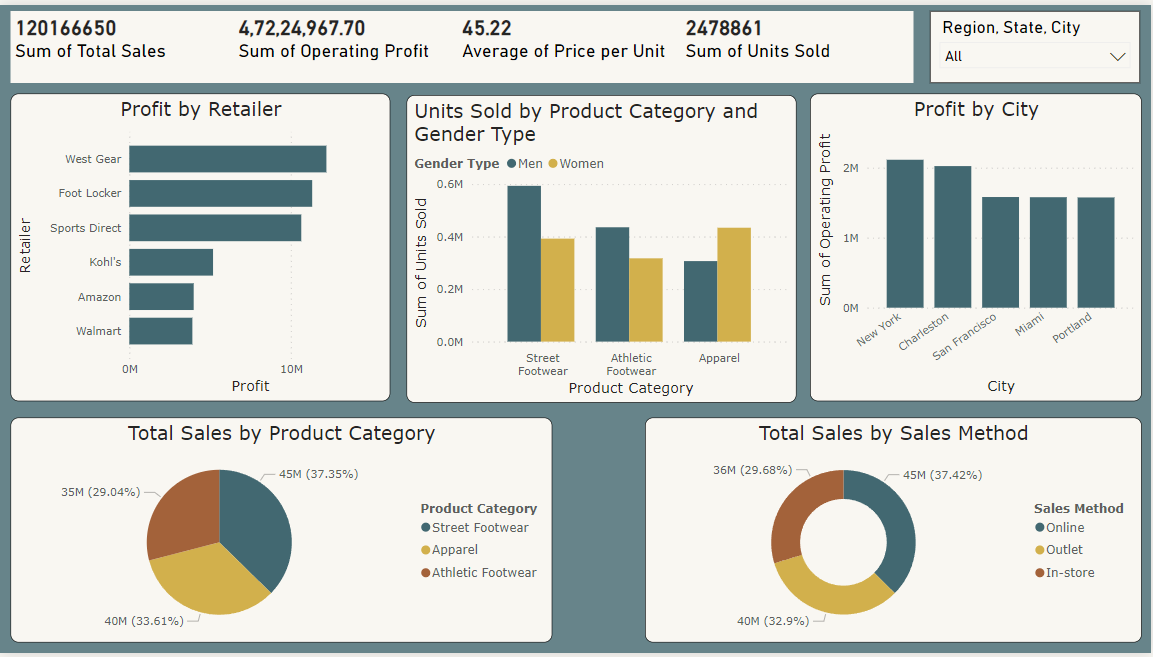 120166650
Sum of Total Sales
4,72,24,967.70
Sum of Operating Profit
45.22
Average of Price per Unit
2478861
Sum of Units Sold
Region, State, City
All
Profit by Retailer
Retailer
West Gear
Foot Locker
Sports Direct
Kohl's
Amazon
Walmart
0M
10M
Profit
Units Sold by Product Category and
Gender Type
Gender Type Men Women
Sum of Units Sold
0.6M
0.4M
0.2M
0.0M
Street
Footwear
Athletic
Footwear
Apparel
Product Category
Profit by City
Sum of Operating Profit
2M
1M
0M
New York
Charleston
San Francisco
Miami
Portland
City
Total Sales by Product Category
45M (37.35%)
35M (29.04%)
40M (33.61%)
Product Category
Street Footwear
Apparel
Athletic Footwear
Total Sales by Sales Method
36M (29.68%)
45M (37.42%)
40M (32.9%)
Sales Method
Online
Outlet
In-store